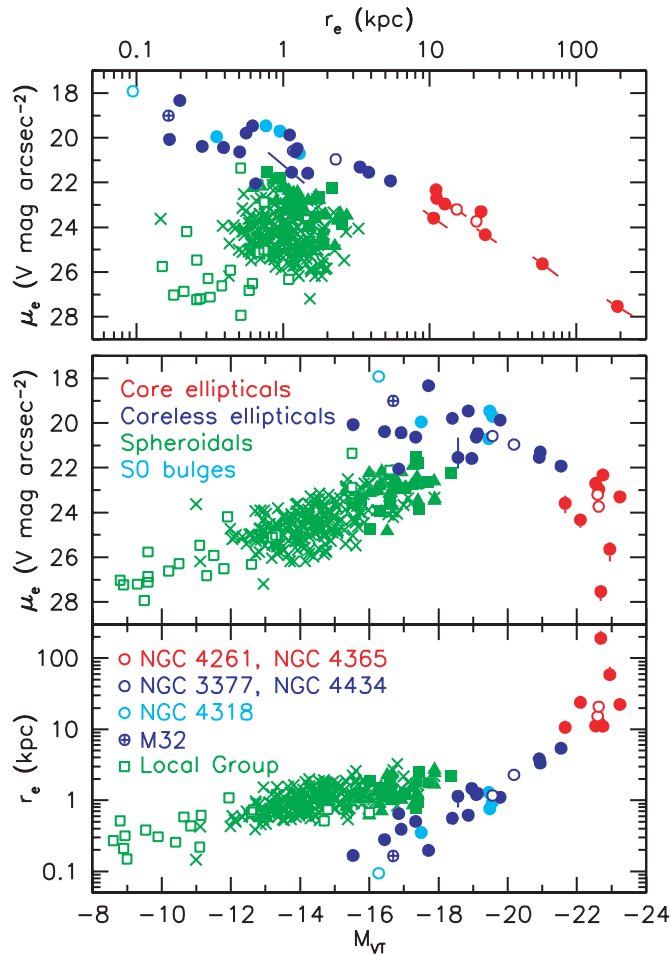 r_e (kpc)
0.1 1 10 100
18
20
22
24
26
28
μ_e (V mag arcsec⁻²)
18
20
22
24
26
28
μ_e (V mag arcsec⁻²)
Core ellipticals
Coreless ellipticals
Spheroidals
S0 bulges
100
10
1
0.1
r_e (kpc)
NGC 4261, NGC 4365
NGC 3377, NGC 4434
NGC 4318
M32
Local Group
-8 -10 -12 -14 -16 -18 -20 -22 -24
M_VT